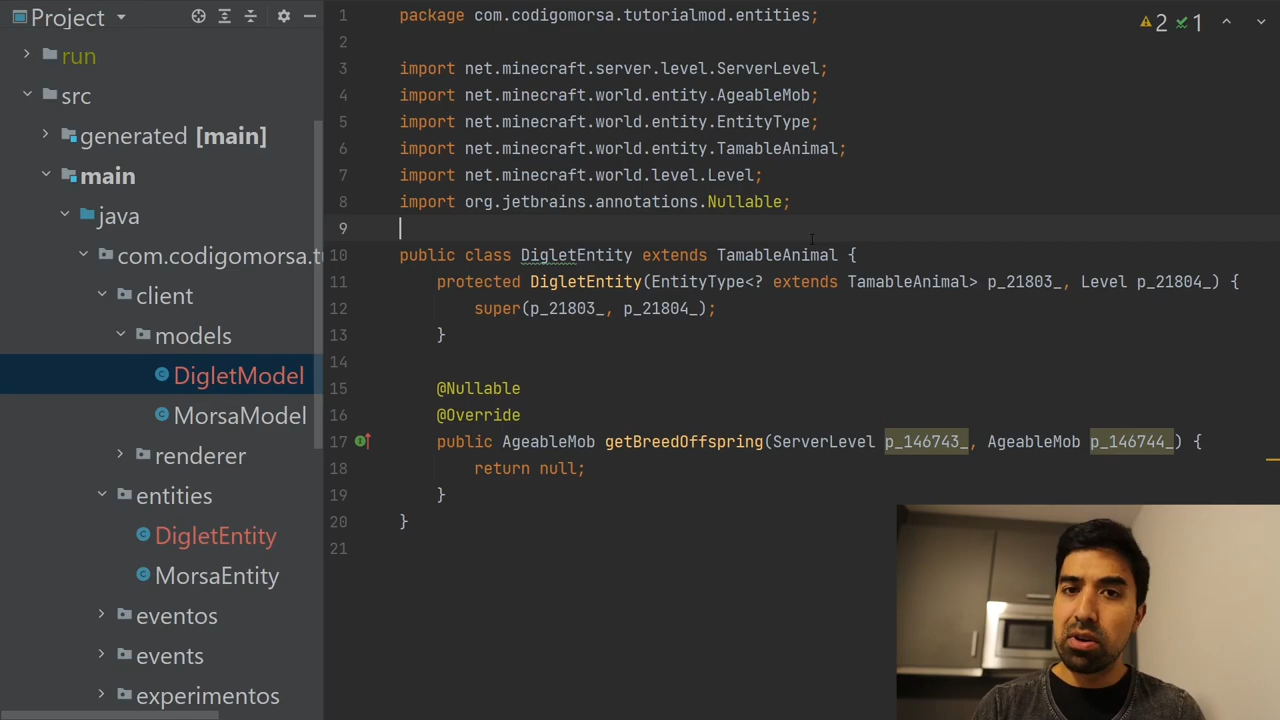 Project
run
src
generated [main]
main
java
com.codigomorsa.tu
client
models
DigletModel
MorsaModel
renderer
entities
DigletEntity
MorsaEntity
eventos
events
experimentos
2 1
1 package com.codigomorsa.tutorialmod.entities;
2
3 import net.minecraft.server.level.ServerLevel;
4 import net.minecraft.world.entity.AgeableMob;
5 import net.minecraft.world.entity.EntityType;
6 import net.minecraft.world.entity.TamableAnimal;
7 import net.minecraft.world.level.Level;
8 import org.jetbrains.annotations.Nullable;
9
10 public class DigletEntity extends TamableAnimal {
11 protected DigletEntity(EntityType<? extends TamableAnimal> p_21803_, Level p_21804_) {
12 super(p_21803_, p_21804_);
13 }
14
15 @Nullable
16 @Override
17 public AgeableMob getBreedOffspring(ServerLevel p_146743_, AgeableMob p_146744_) {
18 return null;
19 }
20 }
21